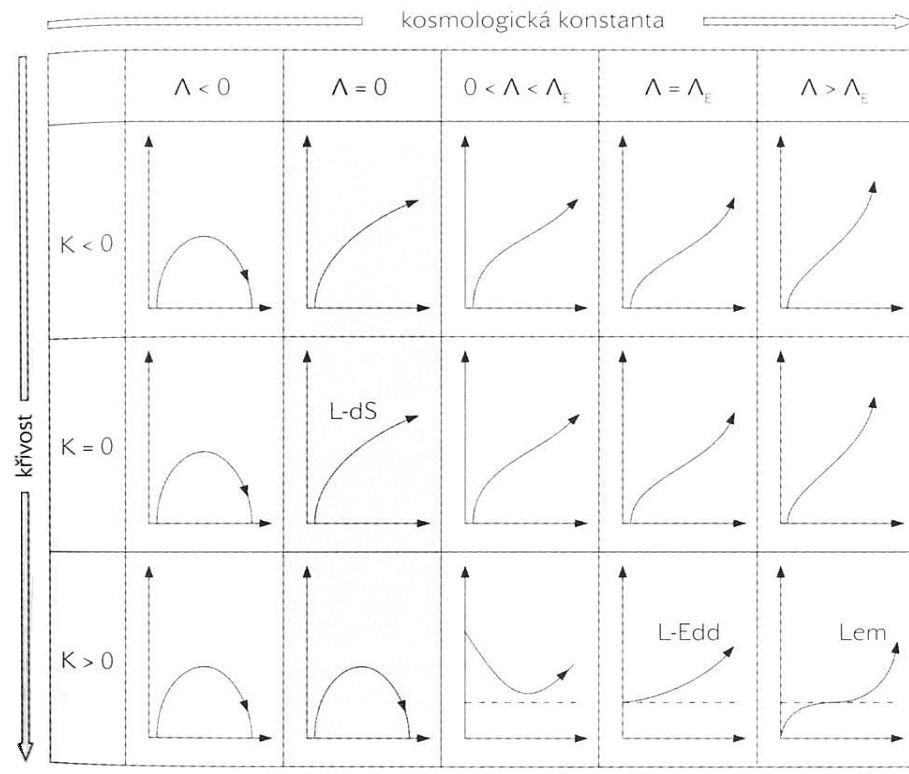 kosmologická konstanta
Λ < 0
Λ = 0
0 < Λ < Λ_E
Λ = Λ_E
Λ > Λ_E
křivost
K < 0
K = 0
L-dS
K > 0
L-Edd
Lem